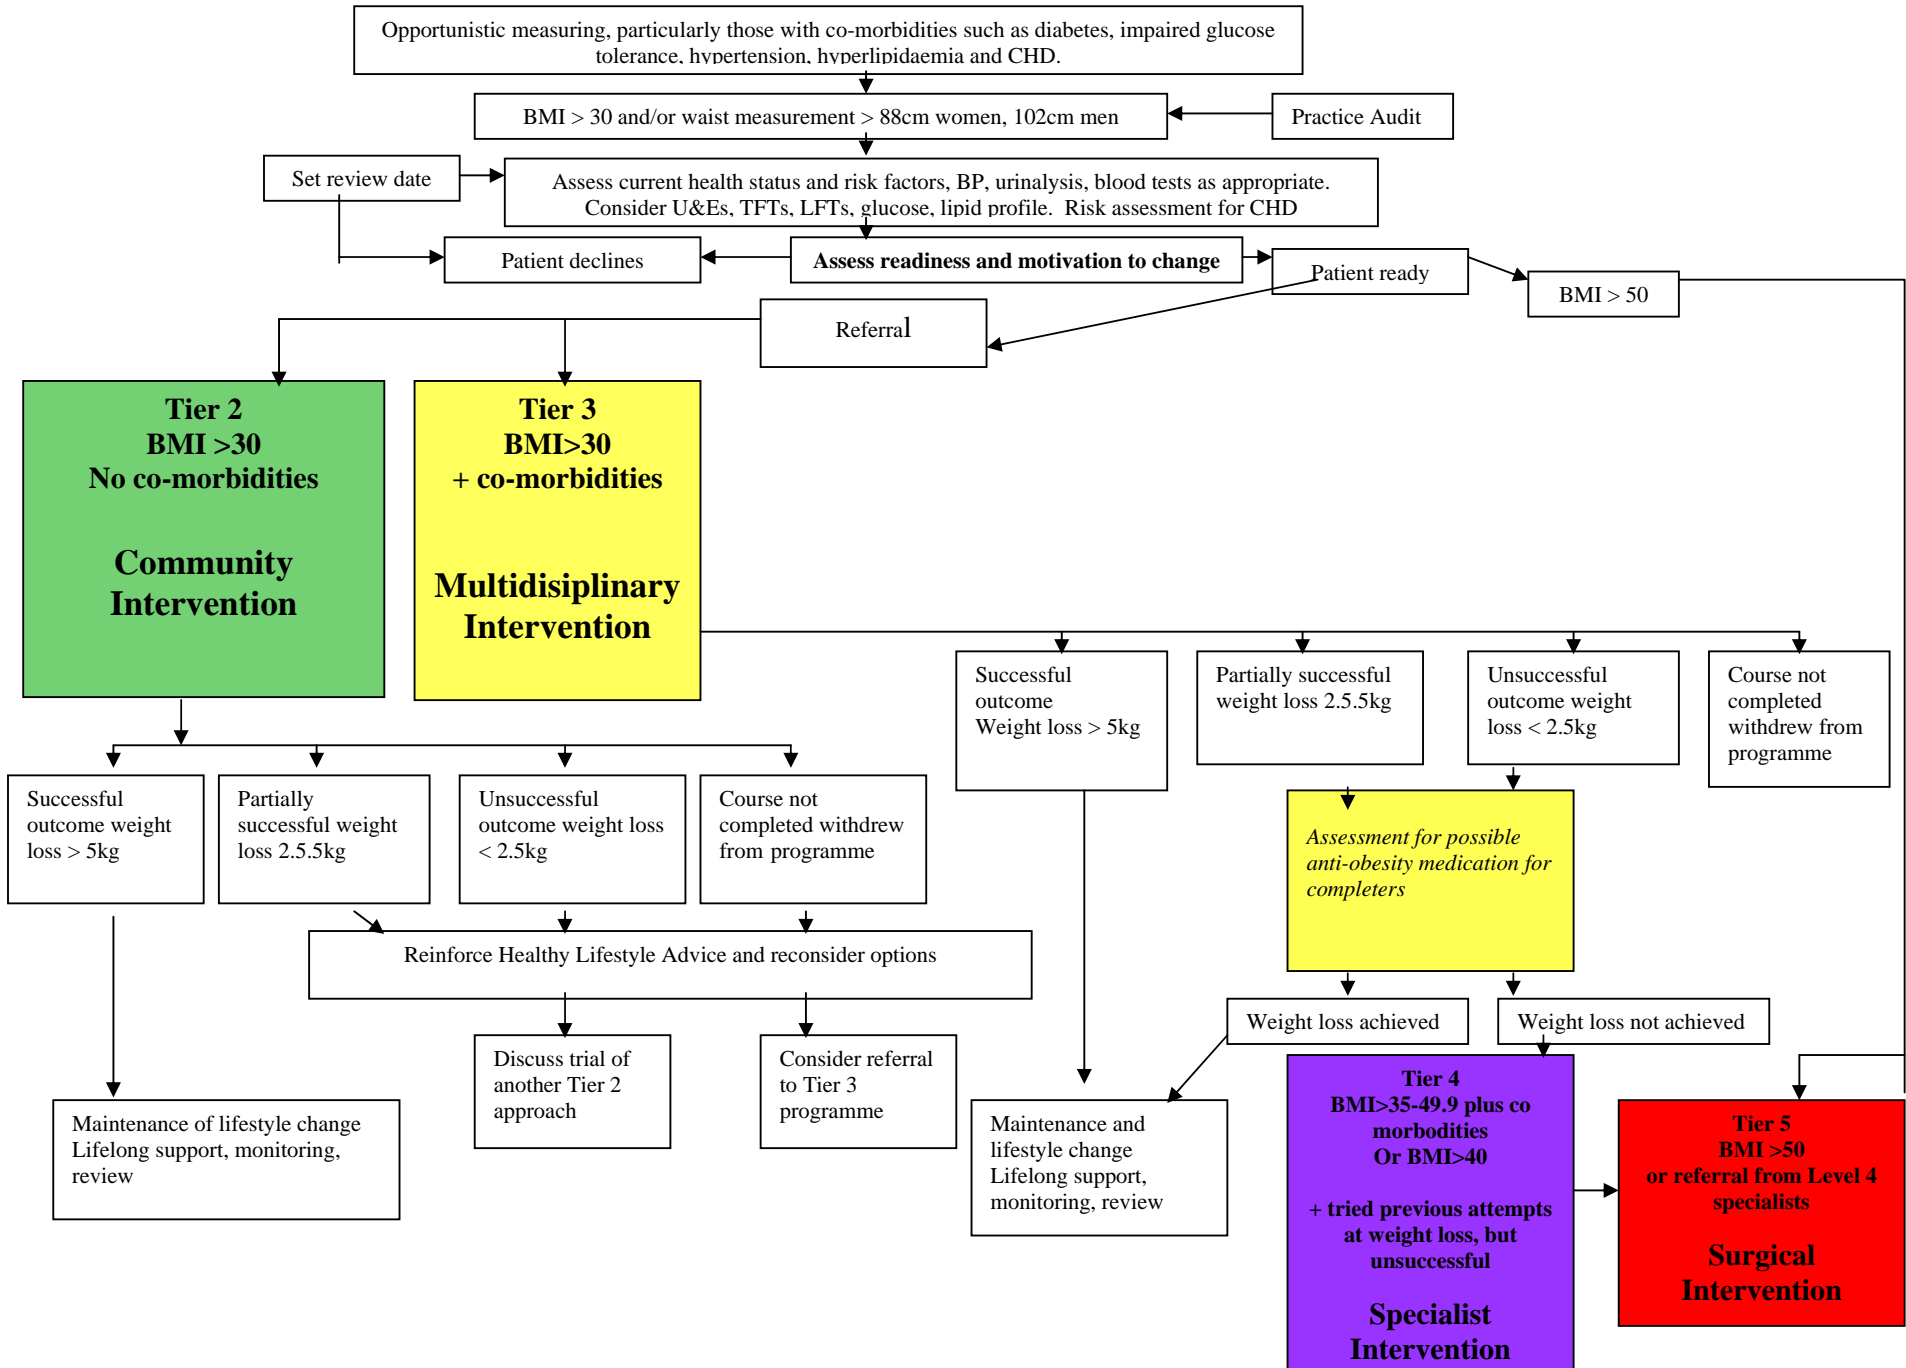 Opportunistic measuring, particularly those with co-morbidities such as diabetes, impaired glucose
tolerance, hypertension, hyperlipidaemia and CHD.
BMI > 30 and/or waist measurement > 88cm women, 102cm men
Practice Audit
Set review date
Assess current health status and risk factors, BP, urinalysis, blood tests as appropriate.
Consider U&Es, TFTs, LFTs, glucose, lipid profile. Risk assessment for CHD
Patient declines
Assess readiness and motivation to change
Patient ready
BMI > 50
Referral
Tier 2
BMI >30
No co-morbidities
Community
Intervention
Tier 3
BMI>30
+ co-morbidities
Multidisiplinary
Intervention
Successful
outcome
Weight loss > 5kg
Partially successful
weight loss 2.5.5kg
Unsuccessful
outcome weight
loss < 2.5kg
Course not
completed
withdrew from
programme
Successful
outcome weight
loss > 5kg
Partially
successful weight
loss 2.5.5kg
Unsuccessful
outcome weight loss
< 2.5kg
Course not
completed withdrew
from programme
Assessment for possible
anti-obesity medication for
completers
Reinforce Healthy Lifestyle Advice and reconsider options
Weight loss achieved
Weight loss not achieved
Discuss trial of
another Tier 2
approach
Consider referral
to Tier 3
programme
Maintenance of lifestyle change
Lifelong support, monitoring,
review
Maintenance and
lifestyle change
Lifelong support,
monitoring, review
Tier 4
BMI>35-49.9 plus co
morbodities
Or BMI>40
+ tried previous attempts
at weight loss, but
unsuccessful
Specialist
Intervention
Tier 5
BMI >50
or referral from Level 4
specialists
Surgical
Intervention